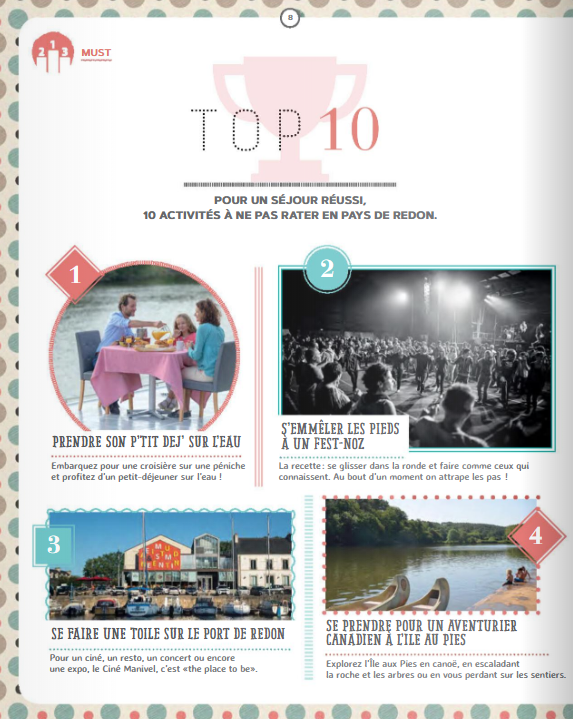 8
2 1 3
MUST
TOP 10
POUR UN SÉJOUR RÉUSSI,
10 ACTIVITÉS À NE PAS RATER EN PAYS DE REDON.
1
PRENDRE SON P'TIT DEJ' SUR L'EAU
Embarquez pour une croisière sur une péniche
et profitez d'un petit-déjeuner sur l'eau !
2
S'EMMÊLER LES PIEDS
À UN FEST-NOZ
La recette : se glisser dans la ronde et faire comme ceux qui
connaissent. Au bout d'un moment on attrape les pas !
3
SE FAIRE UNE TOILE SUR LE PORT DE REDON
Pour un ciné, un resto, un concert ou encore
une expo, le Ciné Manivel, c'est «the place to be».
4
SE PRENDRE POUR UN AVENTURIER
CANADIEN À L'ILE AU PIES
Explorez l'Île aux Pies en canoë, en escaladant
la roche et les arbres ou en vous perdant sur les sentiers.